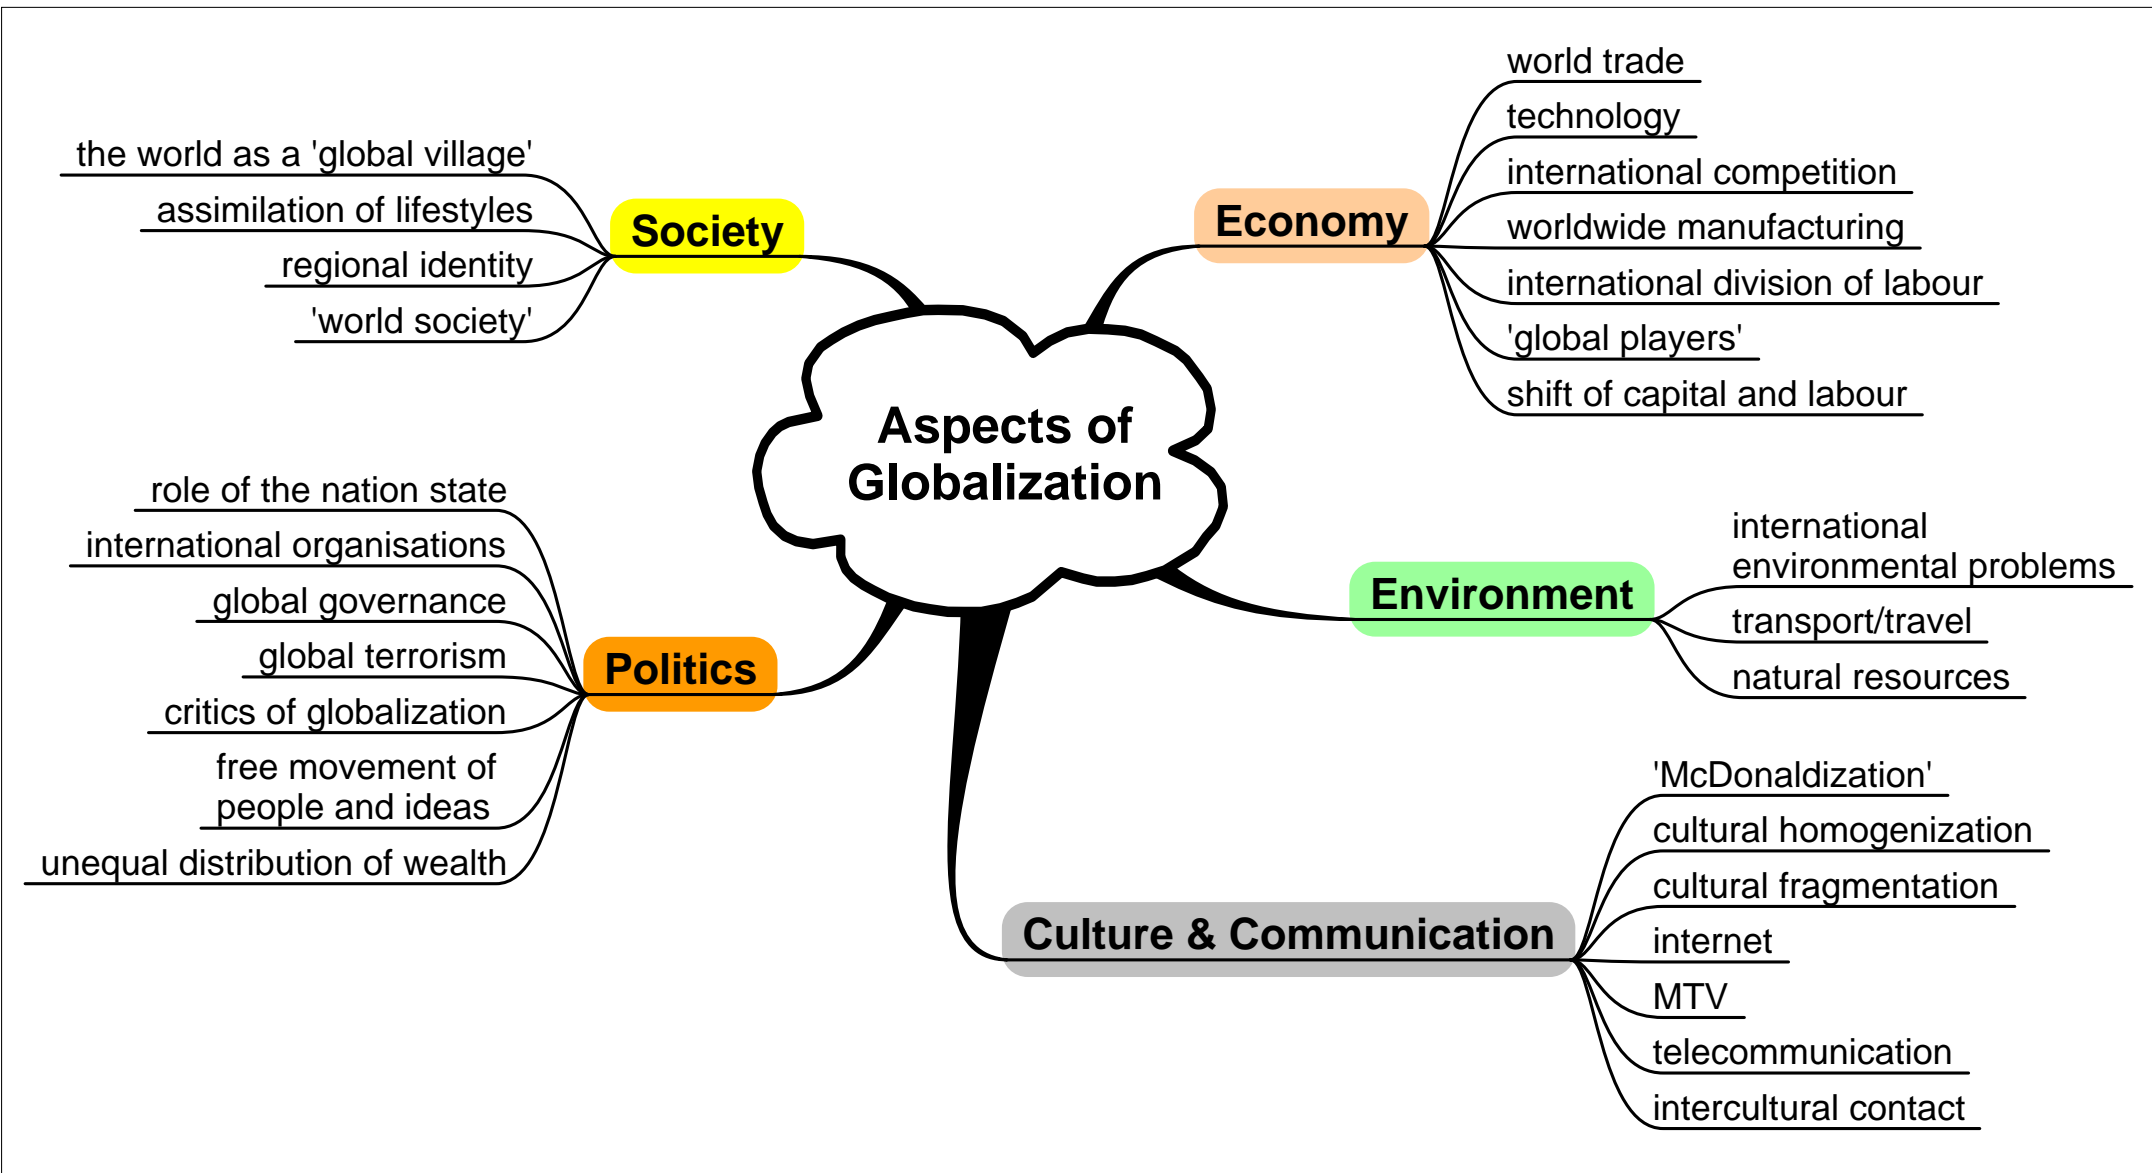 Aspects of
Globalization
Society
the world as a 'global village'
assimilation of lifestyles
regional identity
'world society'
Politics
role of the nation state
international organisations
global governance
global terrorism
critics of globalization
free movement of
people and ideas
unequal distribution of wealth
Economy
world trade
technology
international competition
worldwide manufacturing
international division of labour
'global players'
shift of capital and labour
Environment
international
environmental problems
transport/travel
natural resources
Culture & Communication
'McDonaldization'
cultural homogenization
cultural fragmentation
internet
MTV
telecommunication
intercultural contact